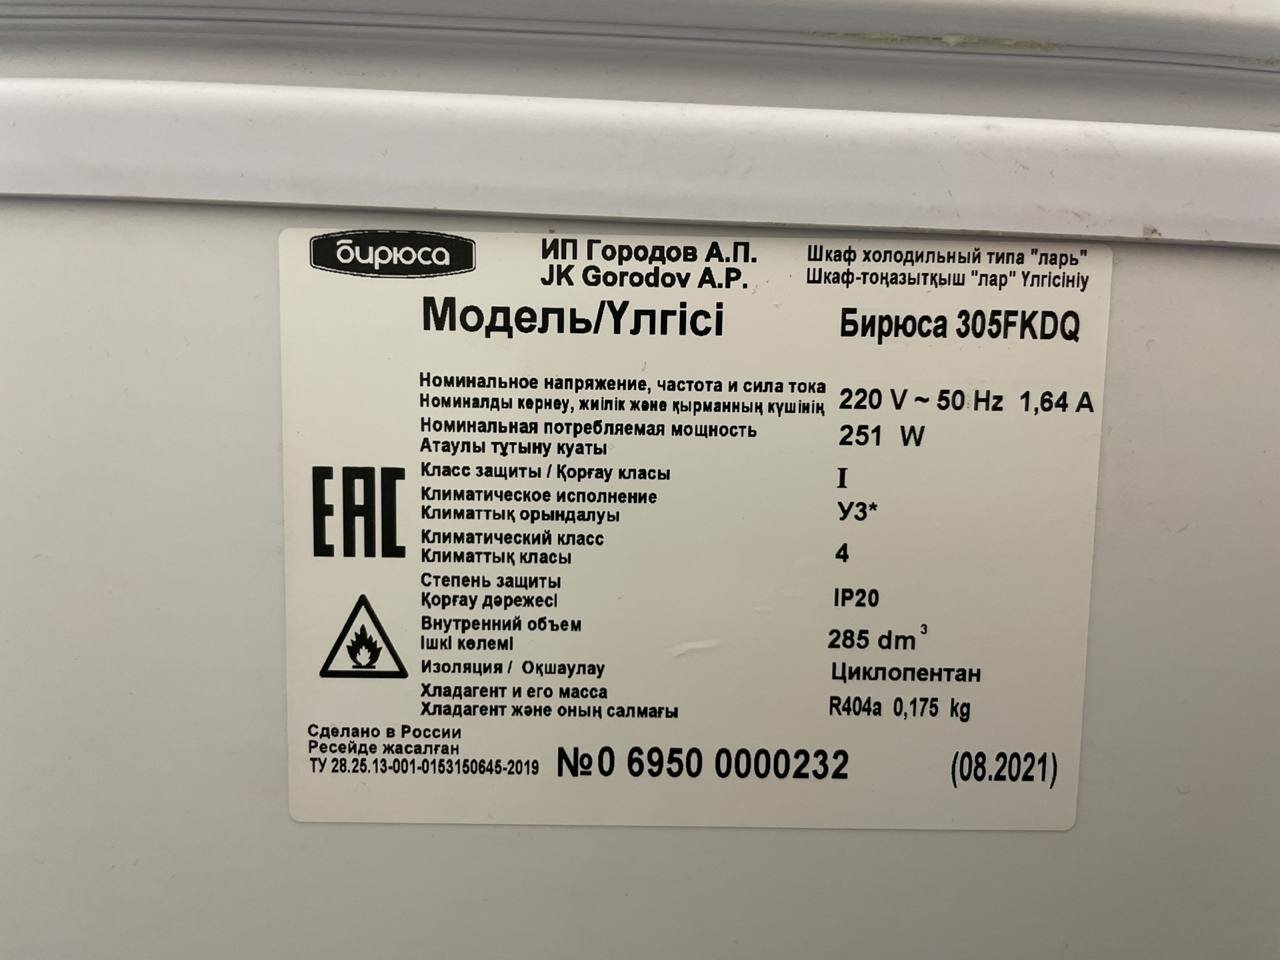 бирюса
ИП Городов А.П.
JK Gorodov A.P.
Шкаф холодильный типа "ларь"
Шкаф-тоңазытқыш "лар" Үлгісініу
Модель/Үлгісі
Бирюса 305FKDQ
Номинальное напряжение, частота и сила тока
Номиналды кернеу, жиілік және қырманның күшінің
220 V ~ 50 Hz 1,64 A
Номинальная потребляемая мощность
Атаулы тұтыну куаты
251 W
Класс защиты / Қорғау класы
I
Климатическое исполнение
Климаттық орындалуы
У3*
Климатический класс
Климаттық класы
4
Степень защиты
Қорғау дәрежесі
IP20
Внутренний объем
Ішкі көлемі
285 dm³
Изоляция / Оқшаулау
Циклопентан
Хладагент и его масса
Хладагент және оның салмағы
R404a 0,175 kg
EAC
Сделано в России
Ресейде жасалған
ТУ 28.25.13-001-0153150645-2019
№0 6950 0000232
(08.2021)